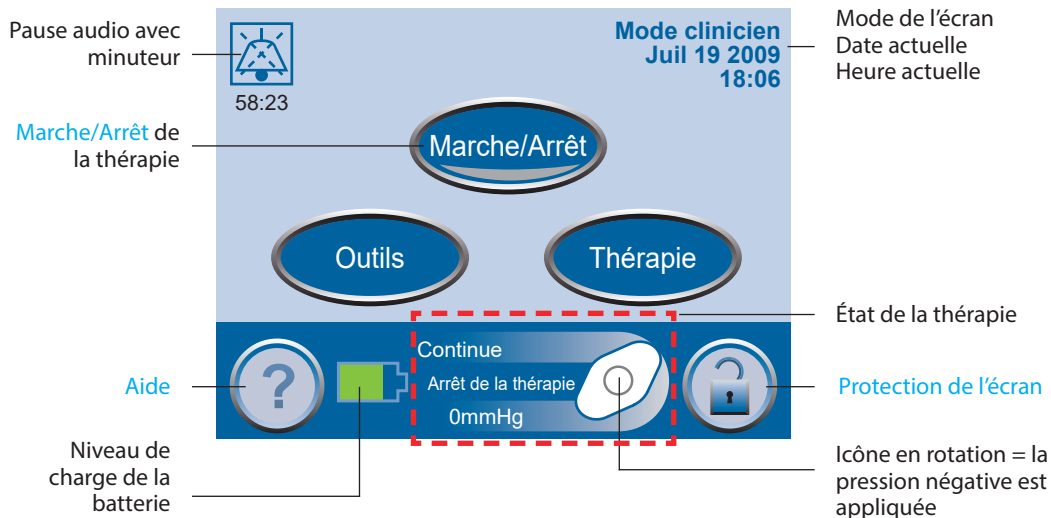 Pause audio avec
minuteur
58:23
Mode clinicien
Juil 19 2009
18:06
Mode de l’écran
Date actuelle
Heure actuelle
Marche/Arrêt de
la thérapie
Marche/Arrêt
Outils
Thérapie
État de la thérapie
Aide
?
Continue
Arrêt de la thérapie
0mmHg
Protection de l’écran
Niveau de
charge de la
batterie
Icône en rotation = la
pression négative est
appliquée